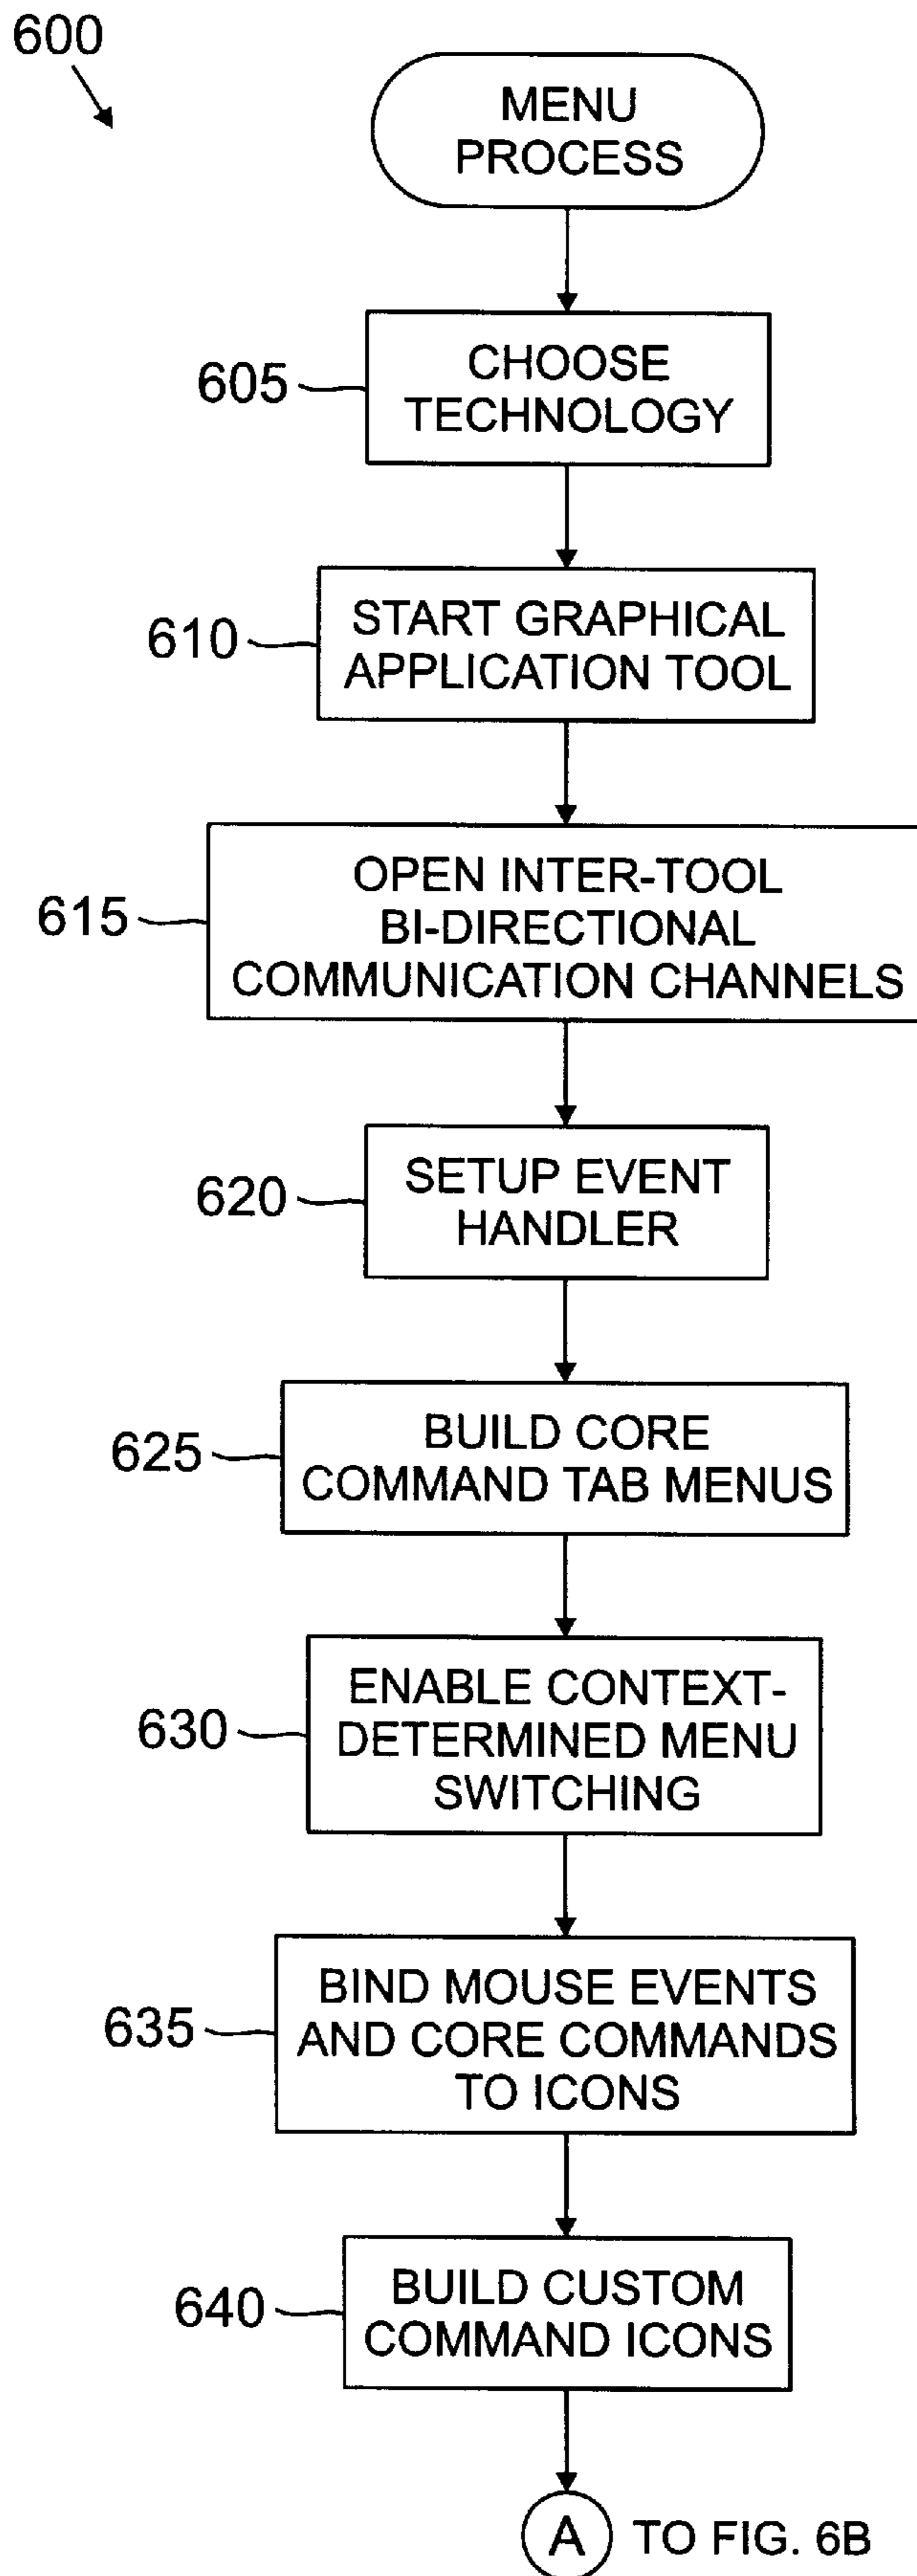 600
MENU
PROCESS
605
CHOOSE
TECHNOLOGY
610
START GRAPHICAL
APPLICATION TOOL
615
OPEN INTER-TOOL
BI-DIRECTIONAL
COMMUNICATION CHANNELS
620
SETUP EVENT
HANDLER
625
BUILD CORE
COMMAND TAB MENUS
630
ENABLE CONTEXT-
DETERMINED MENU
SWITCHING
635
BIND MOUSE EVENTS
AND CORE COMMANDS
TO ICONS
640
BUILD CUSTOM
COMMAND ICONS
A TO FIG. 6B